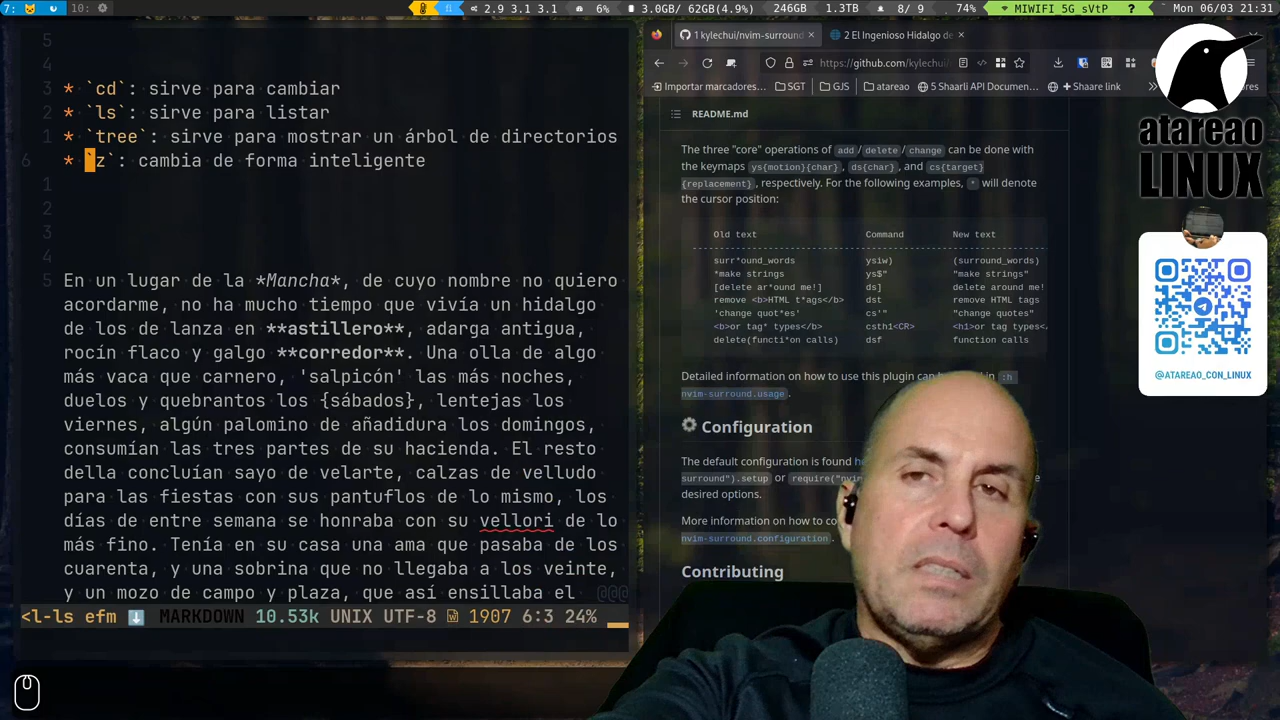 7:
10:
2.9 3.1 3.1
6%
3.0GB/ 62GB(4.9%)
246GB
1.3TB
8/ 9
74%
MIWIFI 5G sVtP
?
Mon 06/03
21:31
5
4
3 * `cd`: sirve para cambiar
2 * `ls`: sirve para listar
1 * `tree`: sirve para mostrar un árbol de directorios
6 * `z`: cambia de forma inteligente
1
2
3
4
5 En un lugar de la *Mancha*, de cuyo nombre no quiero
acordarme, no ha mucho tiempo que vivía un hidalgo
de los de lanza en **astillero**, adarga antigua,
rocín flaco y galgo **corredor**. Una olla de algo
más vaca que carnero, 'salpicón' las más noches,
duelos y quebrantos los {sábados}, lentejas los
viernes, algún palomino de añadidura los domingos,
consumían las tres partes de su hacienda. El resto
della concluían sayo de velarte, calzas de velludo
para las fiestas con sus pantuflos de lo mismo, los
días de entre semana se honraba con su vellori de lo
más fino. Tenía en su casa una ama que pasaba de los
cuarenta, y una sobrina que no llegaba a los veinte,
y un mozo de campo y plaza, que así ensillaba el @@@
<l-ls efm MARKDOWN 10.53k UNIX UTF-8 1907 6:3 24%
1 kylechui/nvim-surround
2 El Ingenioso Hidalgo de
https://github.com/kylechui/
Importar marcadores…
SGT
GJS
atareao
5 Shaarli API Documen…
+ Shaare link
README.md
The three "core" operations of add / delete / change can be done with
the keymaps ys{motion}{char} , ds{char} , and cs{target}
{replacement} , respectively. For the following examples, * will denote
the cursor position:
Old text Command New text
surr*ound_words ysiw) (surround_words)
*make strings ys$" "make strings"
[delete ar*ound me!] ds] delete around me!
remove <b>HTML t*ags</b> dst remove HTML tags
'change quot*es' cs'" "change quotes"
<b>or tag* types</b> csth1<CR> <h1>or tag types</
delete(functi*on calls) dsf function calls
Detailed information on how to use this plugin can be in :h
nvim-surround.usage .
Configuration
The default configuration is found
surround").setup or require("nvi
desired options.
More information on how to co
nvim-surround.configuration .
Contributing
atareao
LINUX
@ATAREAO_CON_LINUX